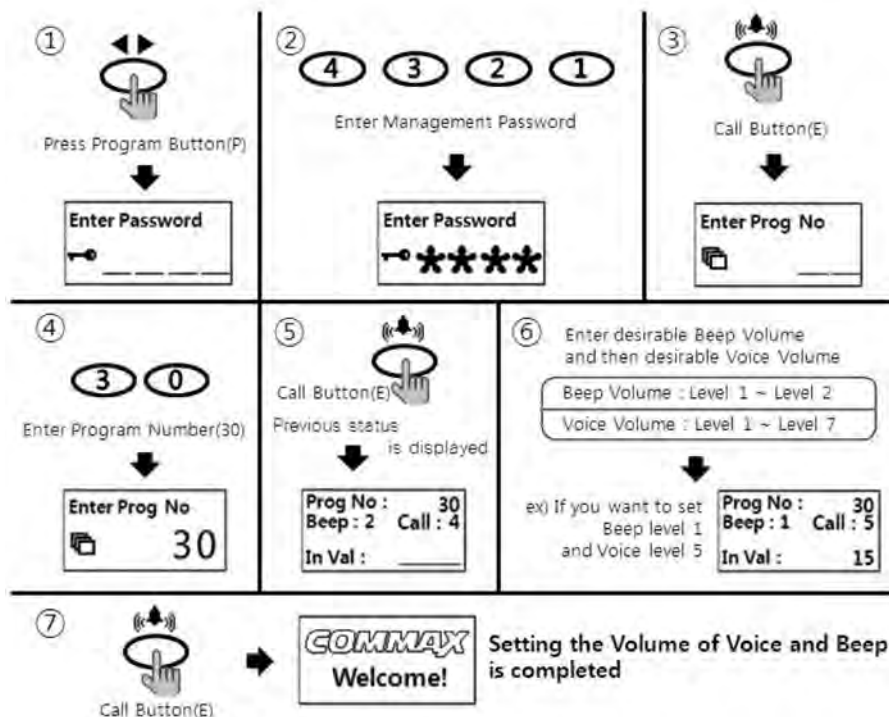 ①
Press Program Button(P)
Enter Password
②
4 3 2 1
Enter Management Password
Enter Password
③
Call Button(E)
Enter Prog No
④
3 0
Enter Program Number(30)
Enter Prog No
30
⑤
Call Button(E)
Previous status
is displayed
Prog No : 30
Beep : 2 Call : 4
In Val :
⑥
Enter desirable Beep Volume
and then desirable Voice Volume
Beep Volume : Level 1 ~ Level 2
Voice Volume : Level 1 ~ Level 7
ex) If you want to set
Beep level 1
and Voice level 5
Prog No : 30
Beep : 1 Call : 5
In Val : 15
⑦
Call Button(E)
COMMAX
Welcome!
Setting the Volume of Voice and Beep
is completed